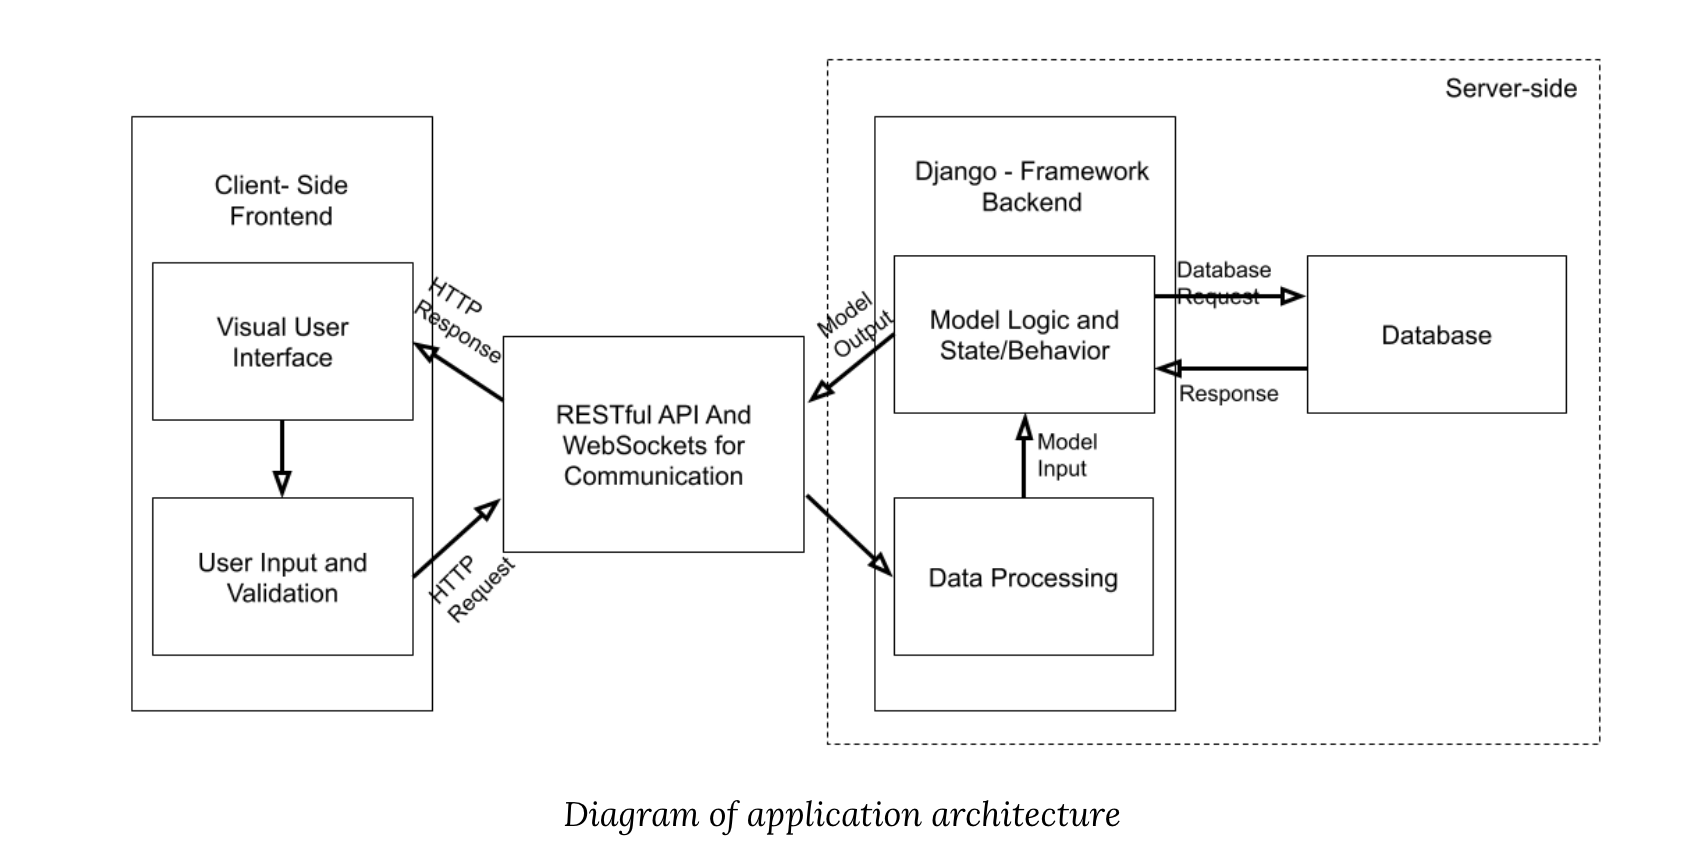 Server-side
Client- Side
Frontend
Django - Framework
Backend
Visual User
Interface
HTTP
Response
Model
Output
Model Logic and
State/Behavior
Database
Request
Database
Response
RESTful API And
WebSockets for
Communication
Model
Input
User Input and
Validation
HTTP
Request
Data Processing
Diagram of application architecture